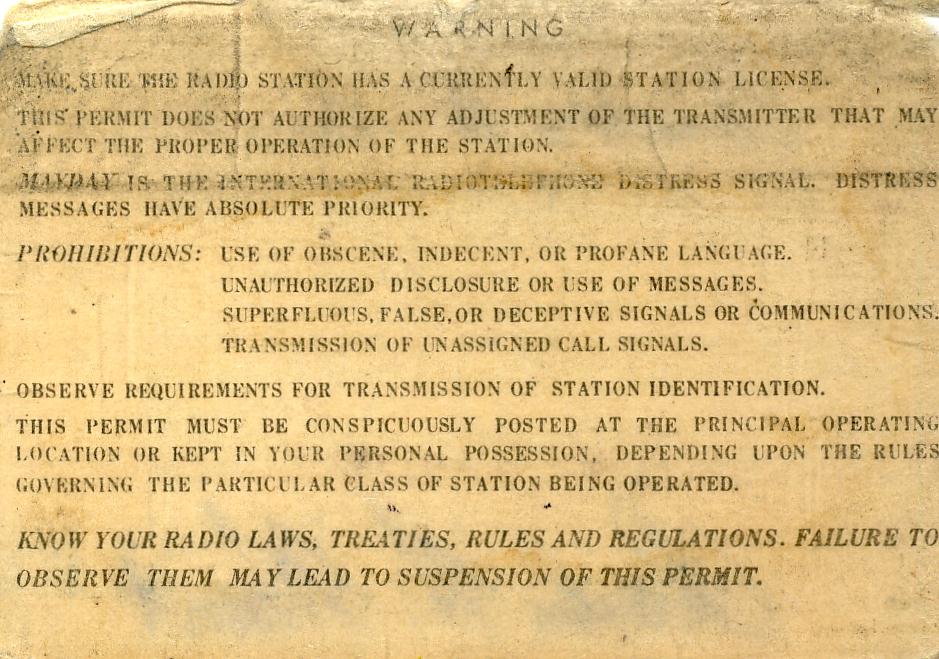 WARNING
MAKE SURE THE RADIO STATION HAS A CURRENTLY VALID STATION LICENSE.
THIS PERMIT DOES NOT AUTHORIZE ANY ADJUSTMENT OF THE TRANSMITTER THAT MAY
AFFECT THE PROPER OPERATION OF THE STATION.
MAYDAY IS THE INTERNATIONAL RADIOTELEPHONE DISTRESS SIGNAL. DISTRESS
MESSAGES HAVE ABSOLUTE PRIORITY.
PROHIBITIONS: USE OF OBSCENE, INDECENT, OR PROFANE LANGUAGE.
UNAUTHORIZED DISCLOSURE OR USE OF MESSAGES.
SUPERFLUOUS, FALSE, OR DECEPTIVE SIGNALS OR COMMUNICATIONS.
TRANSMISSION OF UNASSIGNED CALL SIGNALS.
OBSERVE REQUIREMENTS FOR TRANSMISSION OF STATION IDENTIFICATION.
THIS PERMIT MUST BE CONSPICUOUSLY POSTED AT THE PRINCIPAL OPERATING
LOCATION OR KEPT IN YOUR PERSONAL POSSESSION, DEPENDING UPON THE RULES
GOVERNING THE PARTICULAR CLASS OF STATION BEING OPERATED.
KNOW YOUR RADIO LAWS, TREATIES, RULES AND REGULATIONS. FAILURE TO
OBSERVE THEM MAY LEAD TO SUSPENSION OF THIS PERMIT.